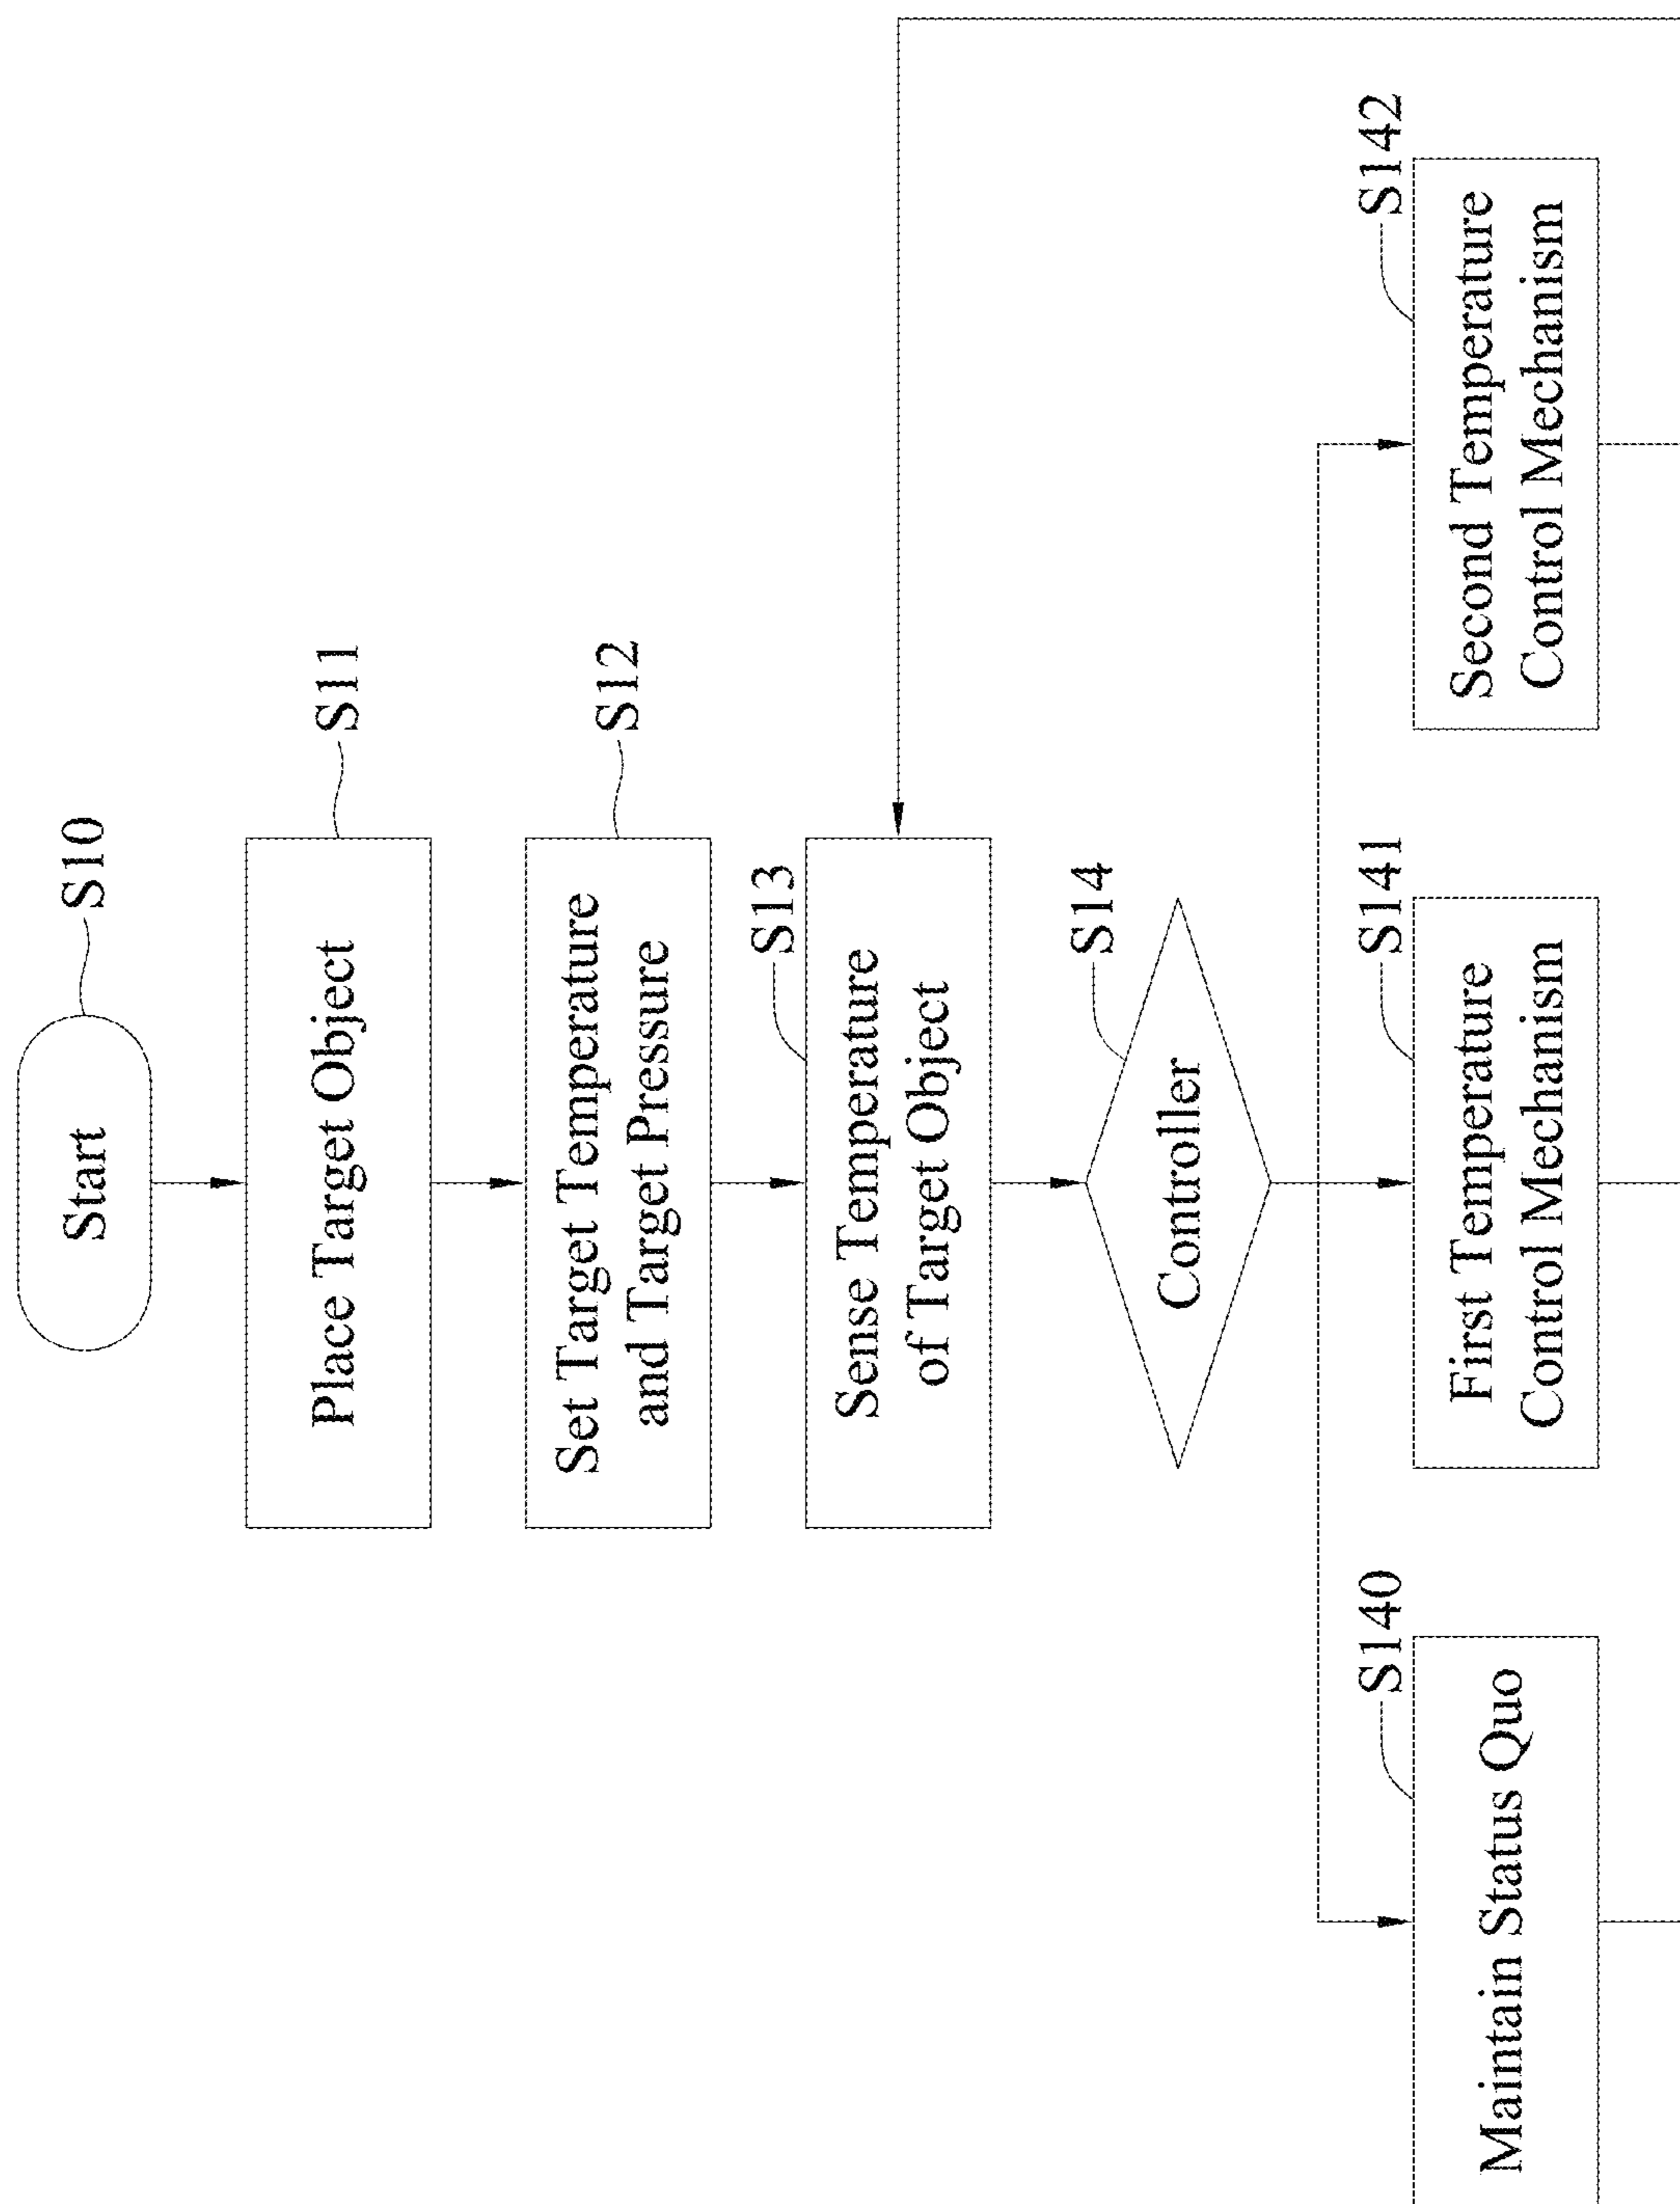 Start
S10
Place Target Object
S11
Set Target Temperature
and Target Pressure
S12
Sense Temperature
of Target Object
S13
Controller
S14
Maintain Status Quo
S140
First Temperature
Control Mechanism
S141
Second Temperature
Control Mechanism
S142